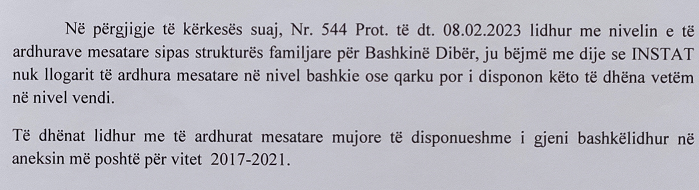 Në përgjigje të kërkesës suaj, Nr. 544 Prot. të dt. 08.02.2023 lidhur me nivelin e të
ardhurave mesatare sipas strukturës familjare për Bashkinë Dibër, ju bëjmë me dije se INSTAT
nuk llogarit të ardhura mesatare në nivel bashkie ose qarku por i disponon këto të dhëna vetëm
në nivel vendi.
Të dhënat lidhur me të ardhurat mesatare mujore të disponueshme i gjeni bashkëlidhur në
aneksin më poshtë për vitet 2017-2021.